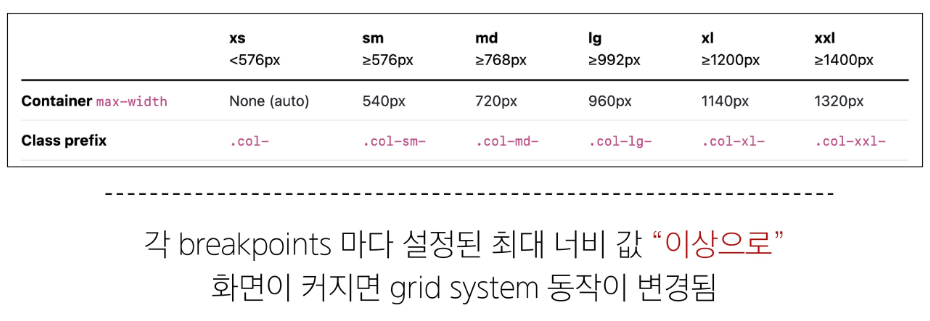 xs sm md lg xl xxl
<576px ≥576px ≥768px ≥992px ≥1200px ≥1400px
Container max-width None (auto) 540px 720px 960px 1140px 1320px
Class prefix .col- .col-sm- .col-md- .col-lg- .col-xl- .col-xxl-
각 breakpoints 마다 설정된 최대 너비 값 “이상으로”
화면이 커지면 grid system 동작이 변경됨